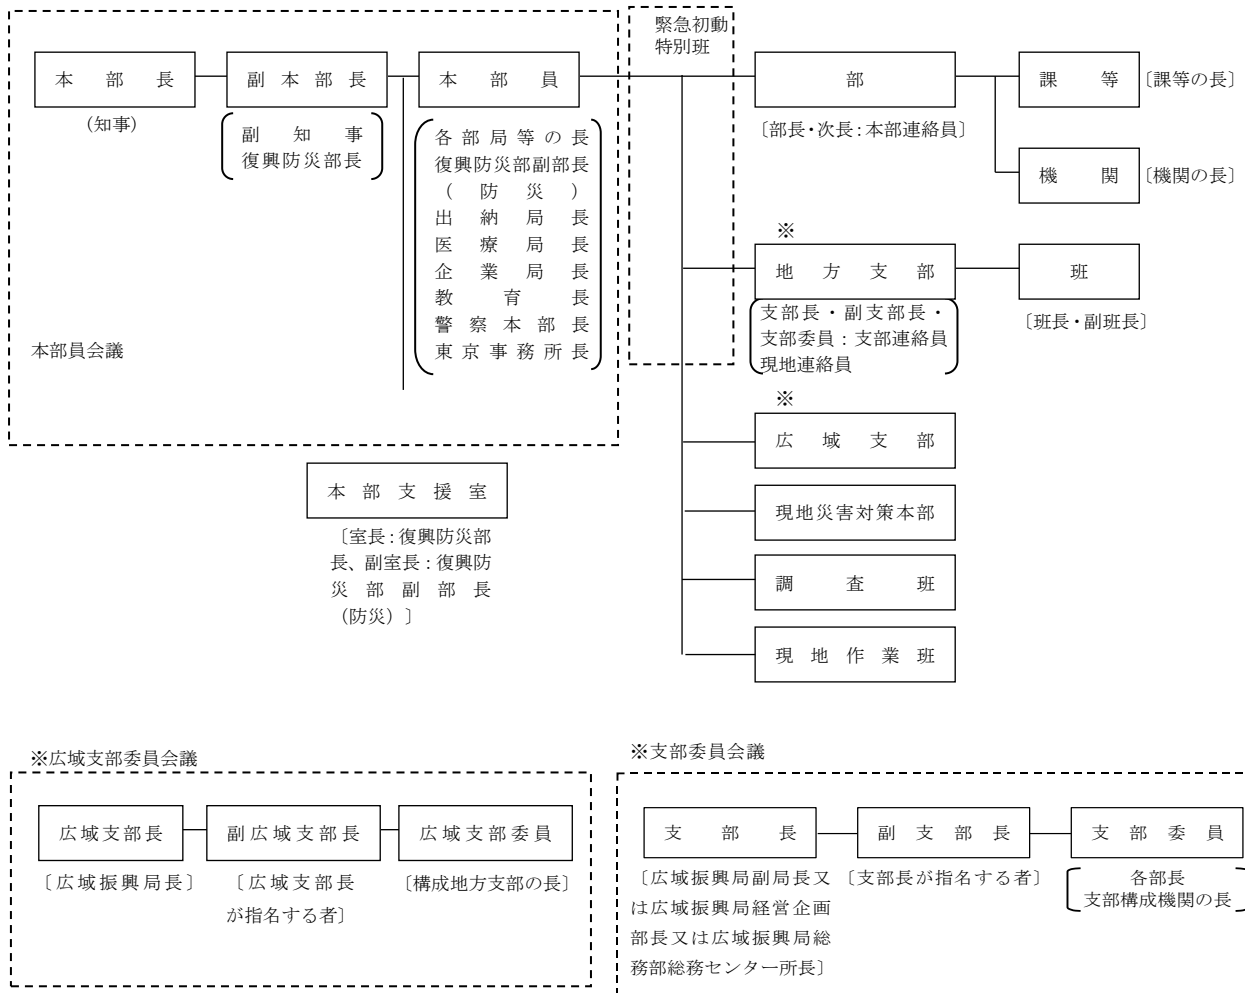 緊急初動
特別班
本部長
副本部長
本部員
部
課等
〔課等の長〕
(知事)
副知事
復興防災部長
各部局等の長
復興防災部副部長
(防災)
出納局長
医療局長
企業局長
教育長
警察本部長
東京事務所長
〔部長・次長:本部連絡員〕
機関
〔機関の長〕
※
地方支部
班
支部長・副支部長・
支部委員:支部連絡員
現地連絡員
〔班長・副班長〕
本部員会議
※
広域支部
本部支援室
〔室長:復興防災部
長、副室長:復興防
災部副部長
(防災)〕
現地災害対策本部
調査班
現地作業班
※広域支部委員会議
広域支部長
副広域支部長
広域支部委員
〔広域振興局長〕
〔広域支部長
が指名する者〕
〔構成地方支部の長〕
※支部委員会議
支部長
副支部長
支部委員
〔広域振興局副局長又
は広域振興局経営企画
部長又は広域振興局総
務部総務センター所長〕
〔支部長が指名する者〕
各部長
支部構成機関の長